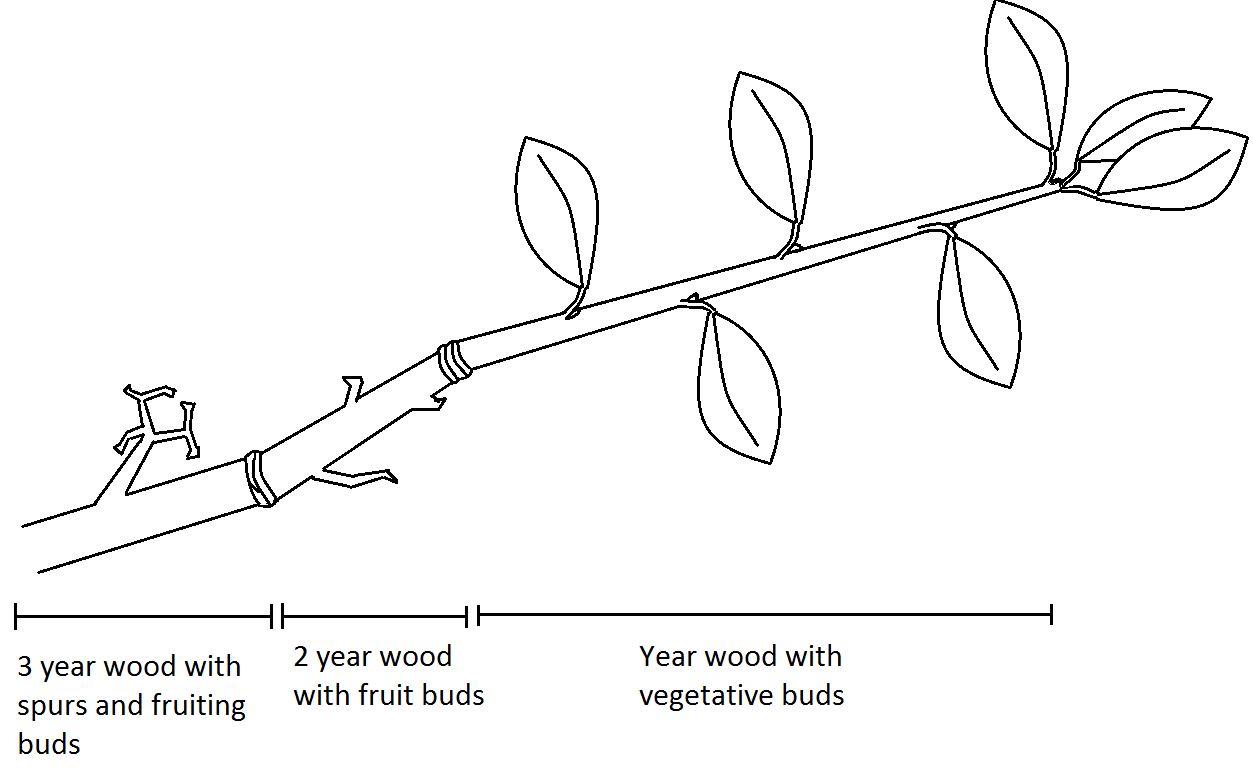 3 year wood with
spurs and fruiting
buds
2 year wood
with fruit buds
Year wood with
vegetative buds